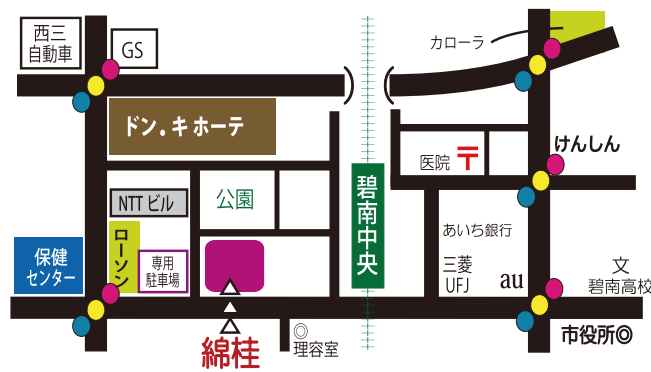 西三
自動車
GS
カローラ
ドン.キ ホーテ
けんしん
医院
〒
碧南中央
NTT ビル
公園
ローソン
保健
センター
専用
駐車場
あいち銀行
三菱
UFJ
au
文
碧南高校
市役所◎
◎
理容室
綿桂